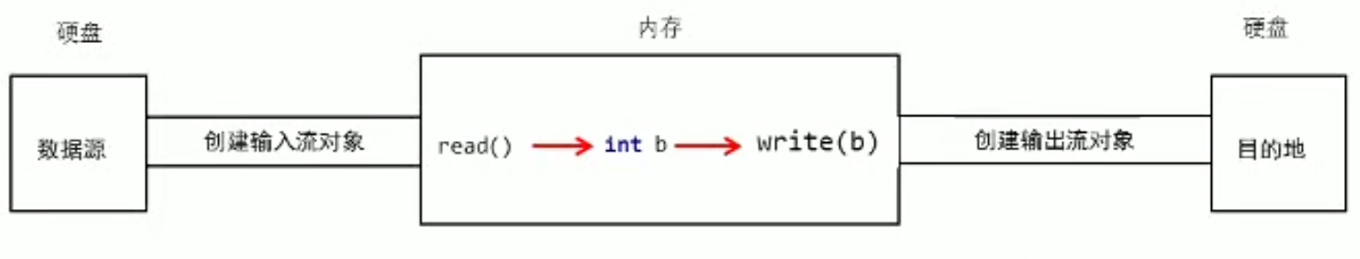 硬盘
内存
硬盘
数据源
创建输入流对象
read()
int b
write(b)
创建输出流对象
目的地